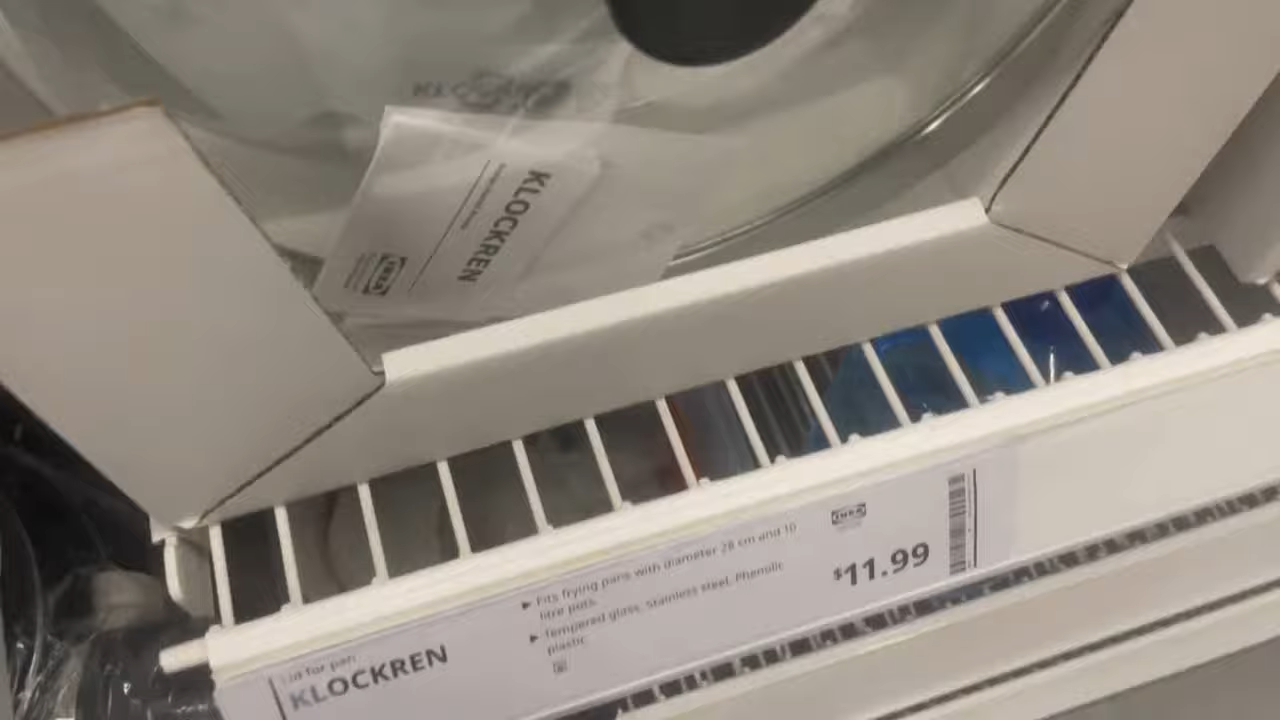 KLOCKREN
IKEA
IKEA
▸ Fits frying pans with diameter 28 cm and 10
litre pots.
▸ Tempered glass, stainless steel, Phenolic
plastic
$11.99
for pan
KLOCKREN